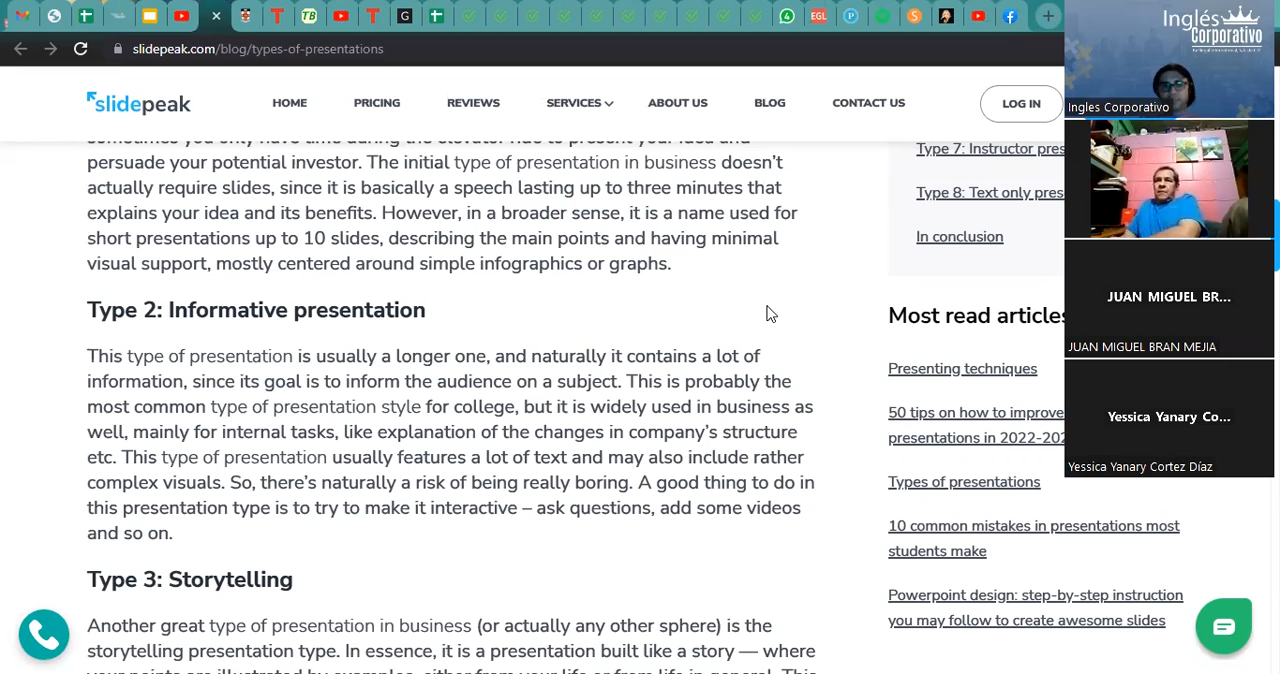 TB
G
EGL
P
S
slidepeak.com/blog/types-of-presentations
slidepeak
HOME
PRICING
REVIEWS
SERVICES
ABOUT US
BLOG
CONTACT US
LOG IN
persuade your potential investor. The initial type of presentation in business doesn't
actually require slides, since it is basically a speech lasting up to three minutes that
explains your idea and its benefits. However, in a broader sense, it is a name used for
short presentations up to 10 slides, describing the main points and having minimal
visual support, mostly centered around simple infographics or graphs.
Type 2: Informative presentation
This type of presentation is usually a longer one, and naturally it contains a lot of
information, since its goal is to inform the audience on a subject. This is probably the
most common type of presentation style for college, but it is widely used in business as
well, mainly for internal tasks, like explanation of the changes in company's structure
etc. This type of presentation usually features a lot of text and may also include rather
complex visuals. So, there's naturally a risk of being really boring. A good thing to do in
this presentation type is to try to make it interactive – ask questions, add some videos
and so on.
Type 3: Storytelling
Another great type of presentation in business (or actually any other sphere) is the
storytelling presentation type. In essence, it is a presentation built like a story — where
Type 7: Instructor pres
Type 8: Text only pres
In conclusion
Most read articles
Presenting techniques
50 tips on how to improve
presentations in 2022-202
Types of presentations
10 common mistakes in presentations most
students make
Powerpoint design: step-by-step instruction
you may follow to create awesome slides
Inglés
Corporativo
Ingles Corporativo
JUAN MIGUEL BR...
JUAN MIGUEL BRAN MEJIA
Yessica Yanary Co...
Yessica Yanary Cortez Díaz